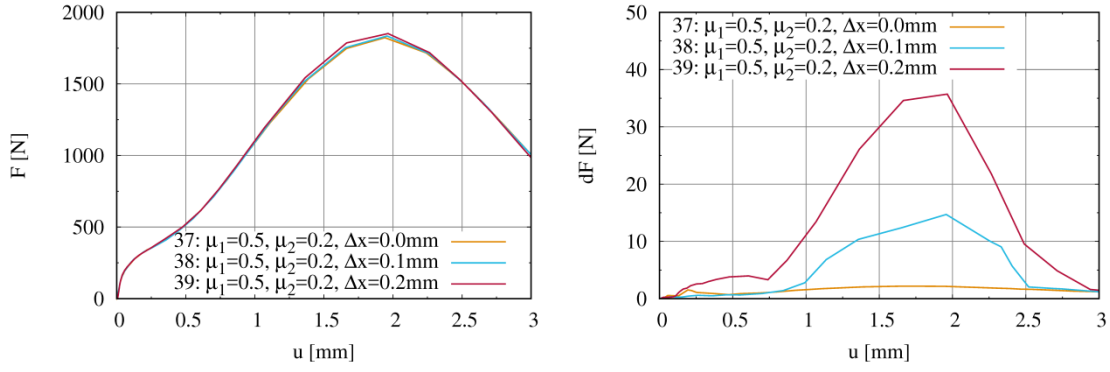 2000
1500
1000
500
0
F [N]
37: μ₁=0.5, μ₂=0.2, Δx=0.0mm
38: μ₁=0.5, μ₂=0.2, Δx=0.1mm
39: μ₁=0.5, μ₂=0.2, Δx=0.2mm
0 0.5 1 1.5 2 2.5 3
u [mm]
50
40
30
20
10
0
dF [N]
37: μ₁=0.5, μ₂=0.2, Δx=0.0mm
38: μ₁=0.5, μ₂=0.2, Δx=0.1mm
39: μ₁=0.5, μ₂=0.2, Δx=0.2mm
0 0.5 1 1.5 2 2.5 3
u [mm]